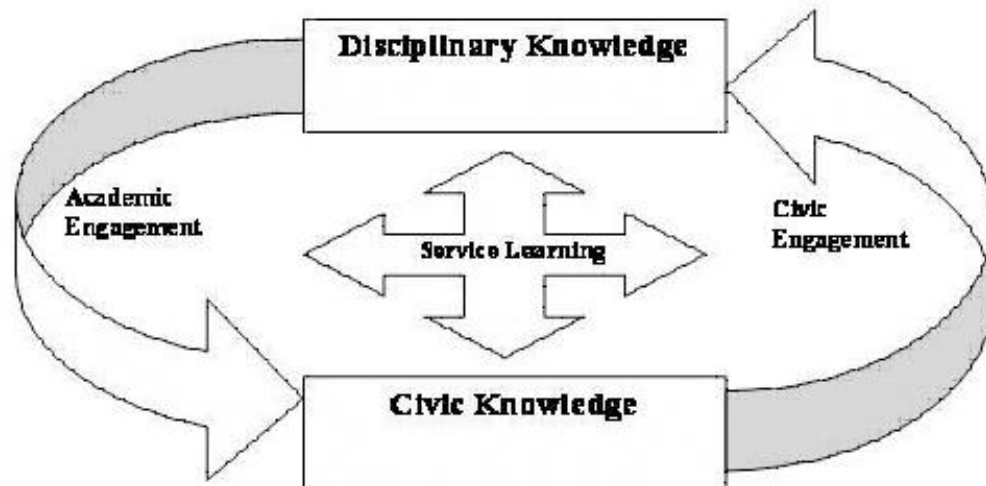 Disciplinary Knowledge
Academic
Engagement
Service Learning
Civic
Engagement
Civic Knowledge